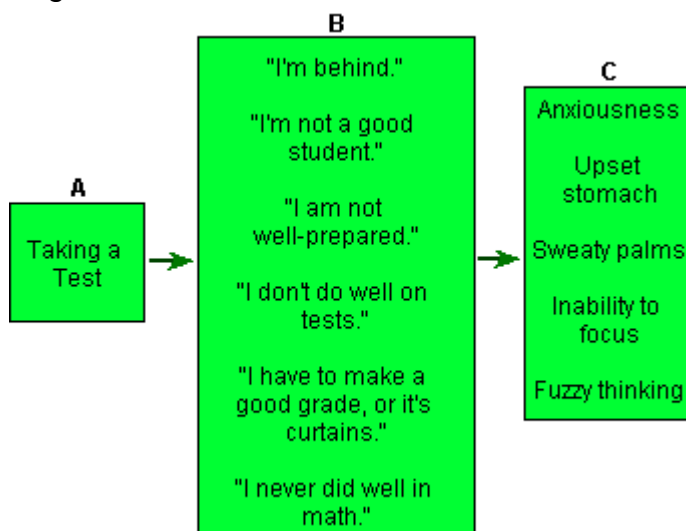 A
Taking a
Test
B
"I'm behind."
"I'm not a good
student."
"I am not
well-prepared."
"I don't do well on
tests."
"I have to make a
good grade, or it's
curtains."
"I never did well in
math."
C
Anxiousness
Upset
stomach
Sweaty palms
Inability to
focus
Fuzzy thinking